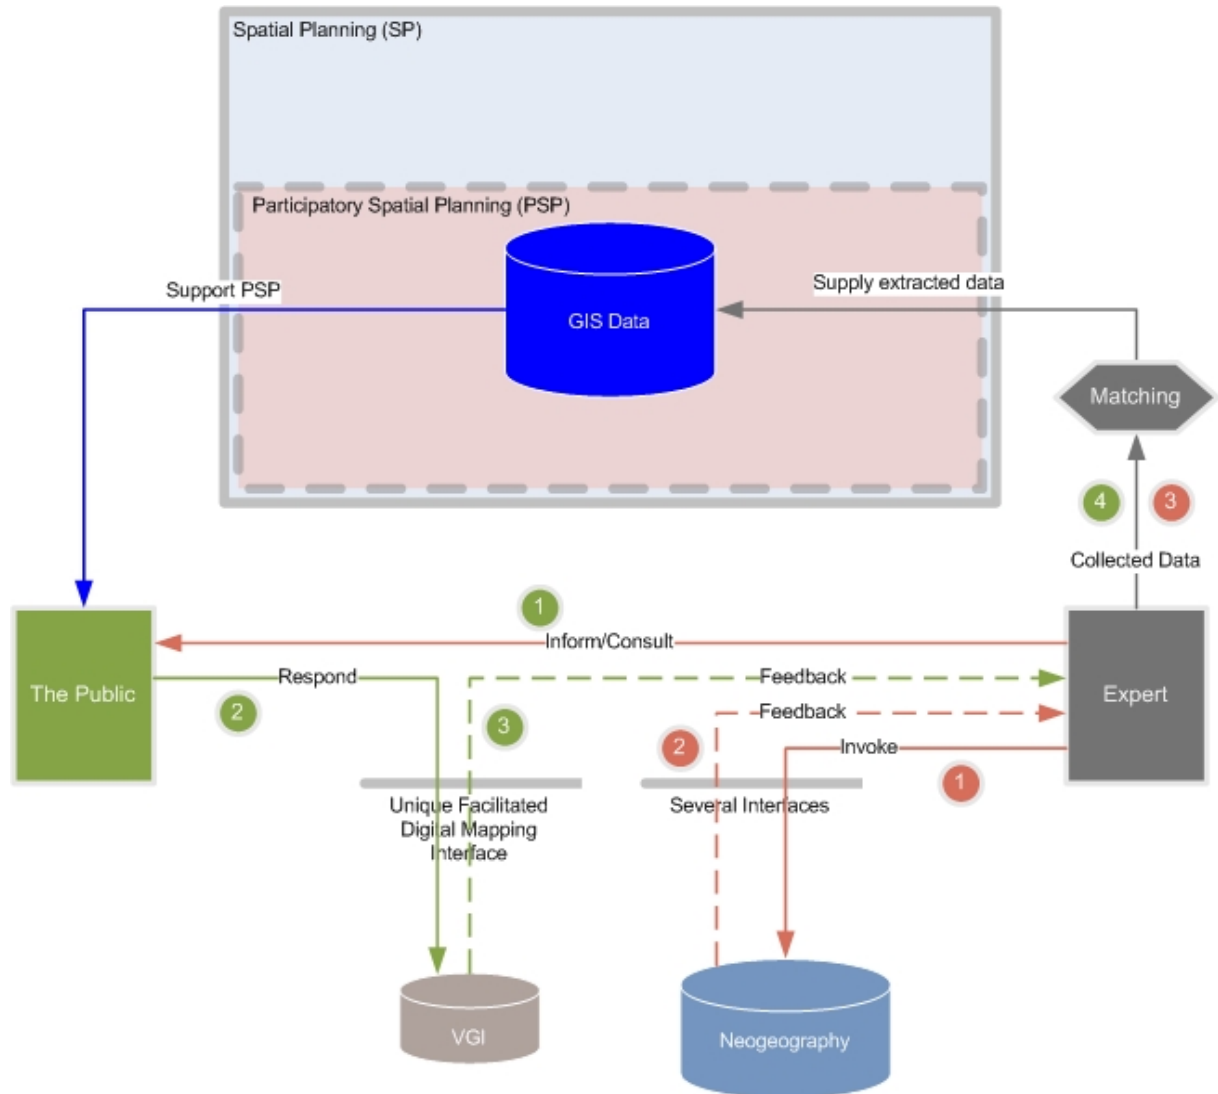 Spatial Planning (SP)
Participatory Spatial Planning (PSP)
Support PSP
Supply extracted data
GIS Data
Matching
4
3
Collected Data
1
Inform/Consult
The Public
Respond
Feedback
Expert
2
3
Feedback
2
Invoke
1
Unique Facilitated
Digital Mapping
Interface
Several Interfaces
VGI
Neogeography